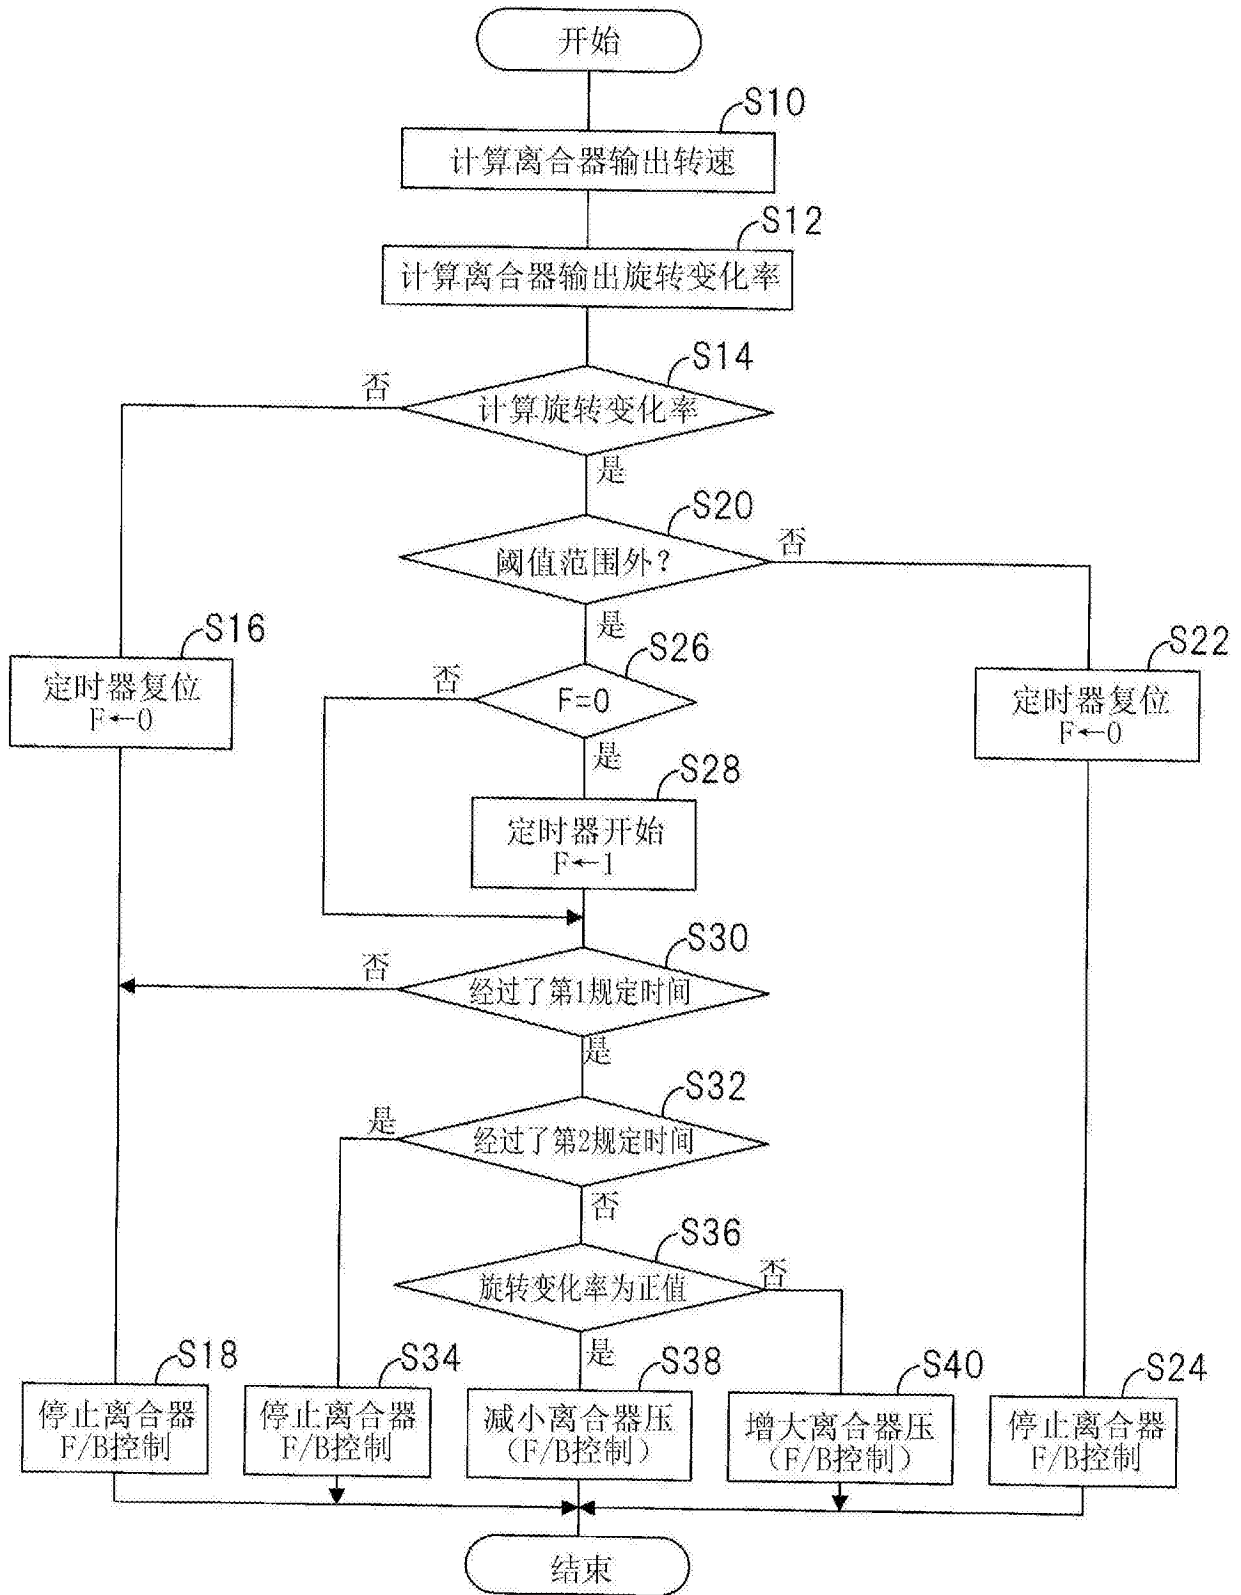 开始
S10
计算离合器输出转速
S12
计算离合器输出旋转变化率
S14
否
计算旋转变化率
是
S20
否
阈值范围外？
是
S16
定时器复位
F←0
S26
否
F=0
是
S22
定时器复位
F←0
S28
定时器开始
F←1
S30
否
经过了第1规定时间
是
S32
是
经过了第2规定时间
否
S36
否
旋转变化率为正值
是
S18
停止离合器
F/B控制
S34
停止离合器
F/B控制
S38
减小离合器压
（F/B控制）
S40
增大离合器压
（F/B控制）
S24
停止离合器
F/B控制
结束